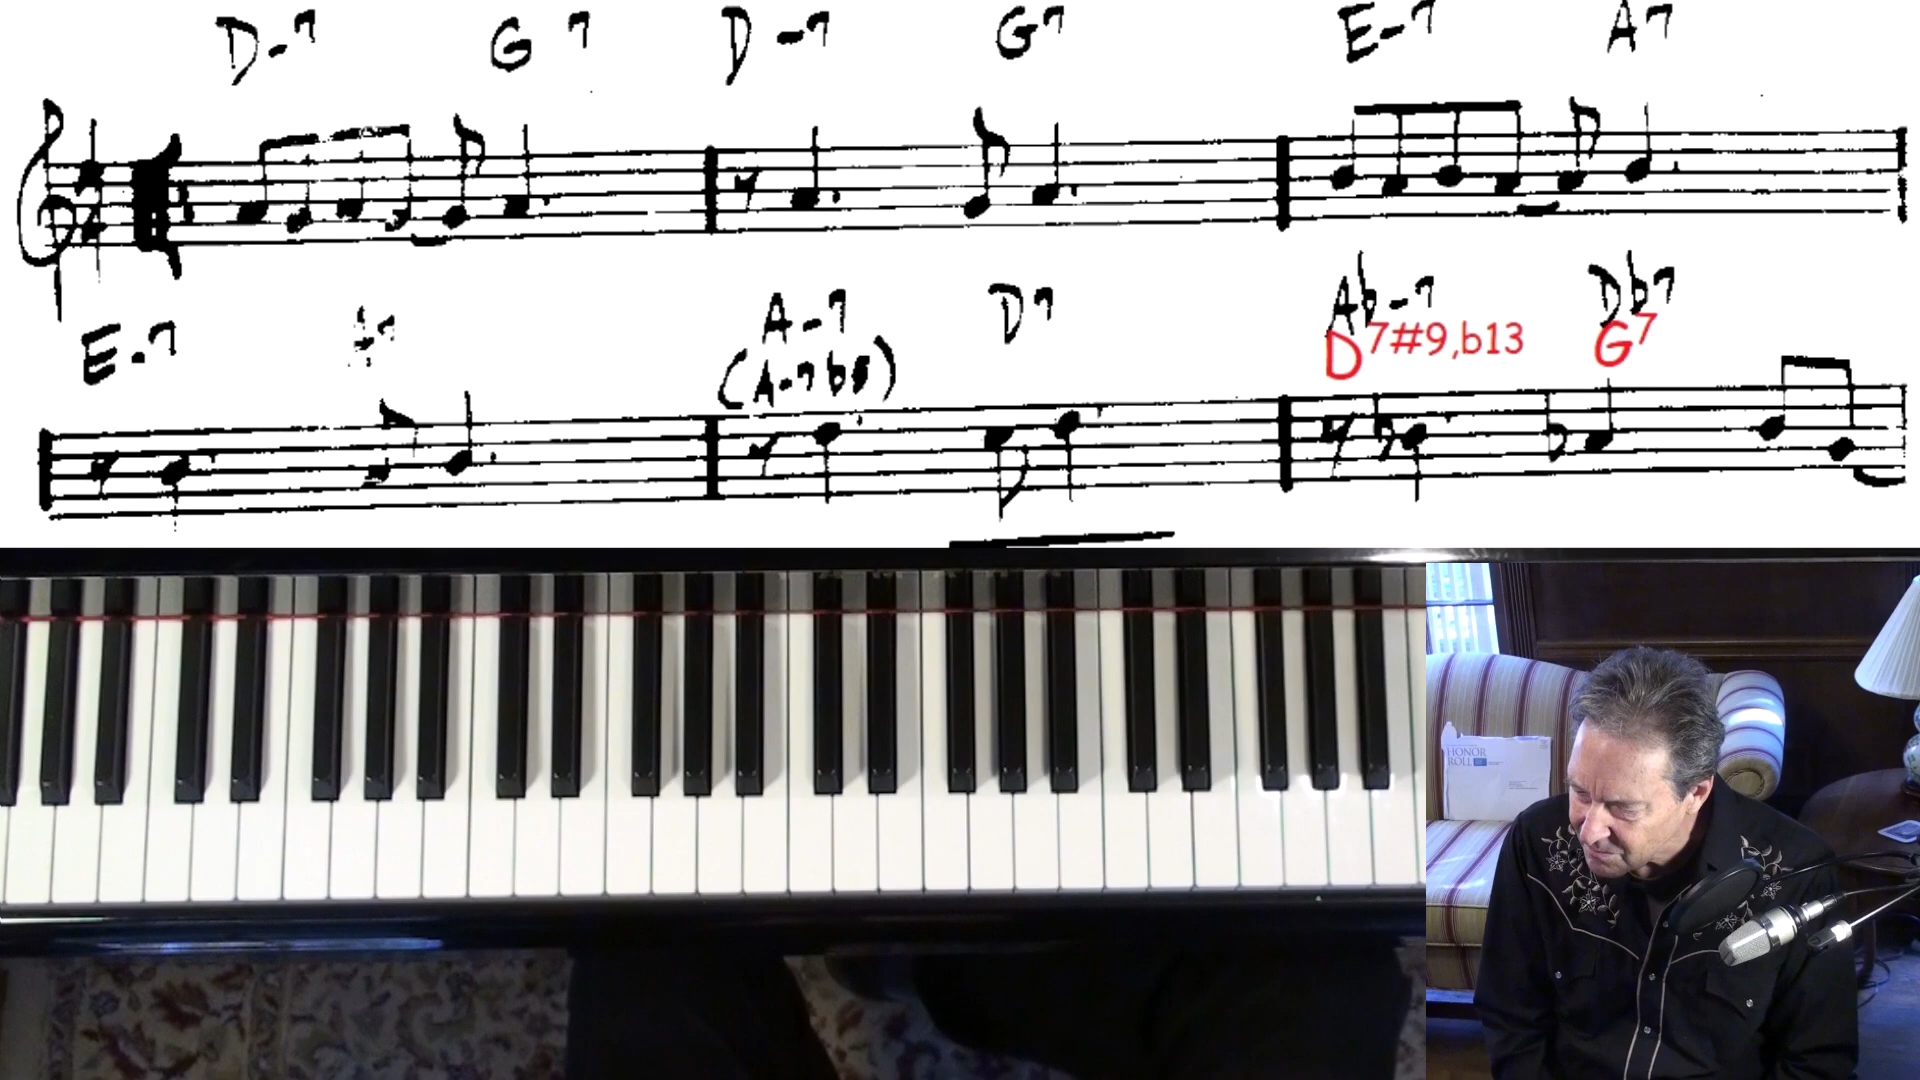 D-7 G7 D-7 G7 E-7 A7
E-7 A7 A-7 D7 Ab-7 Db7
(A-7b5) D7#9,b13 G7
HONOR
ROLL